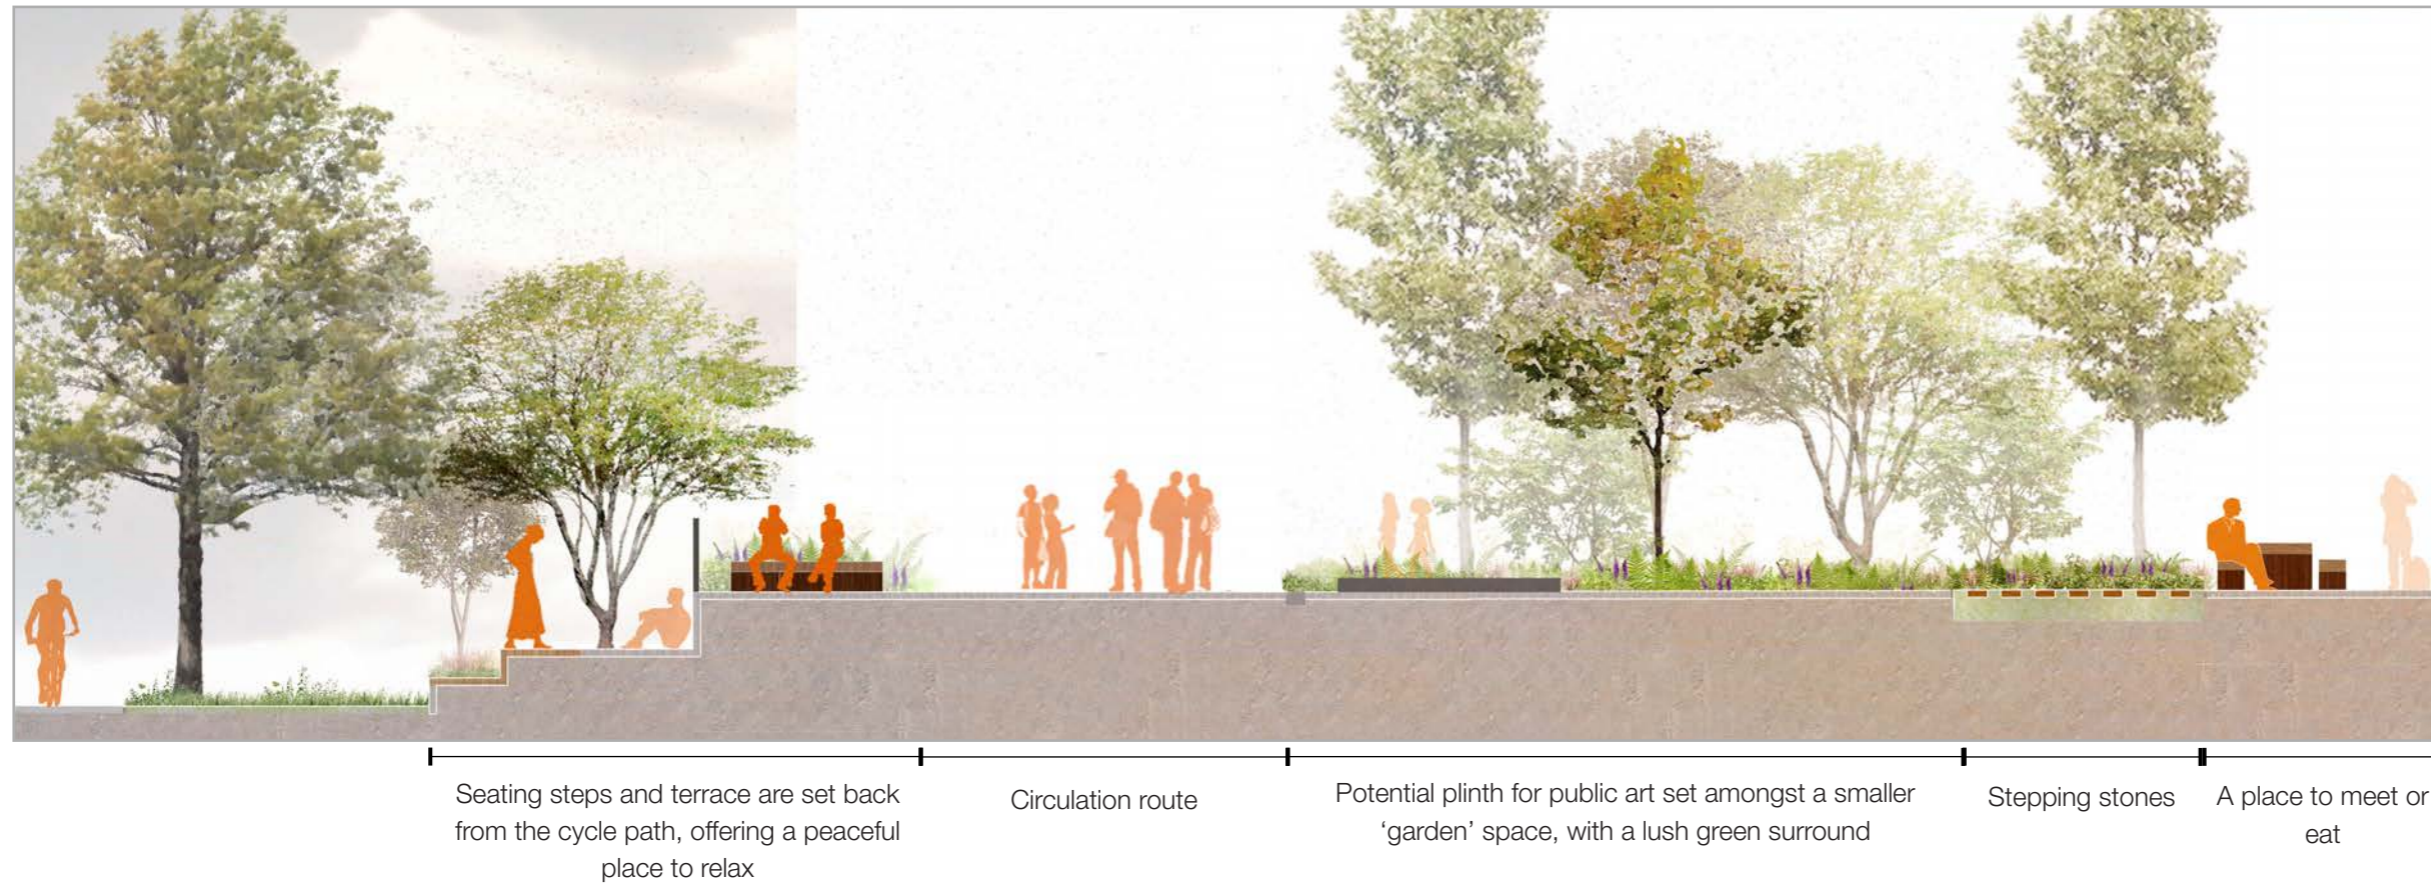 Seating steps and terrace are set back
from the cycle path, offering a peaceful
place to relax
Circulation route
Potential plinth for public art set amongst a smaller
‘garden’ space, with a lush green surround
Stepping stones
A place to meet or
eat